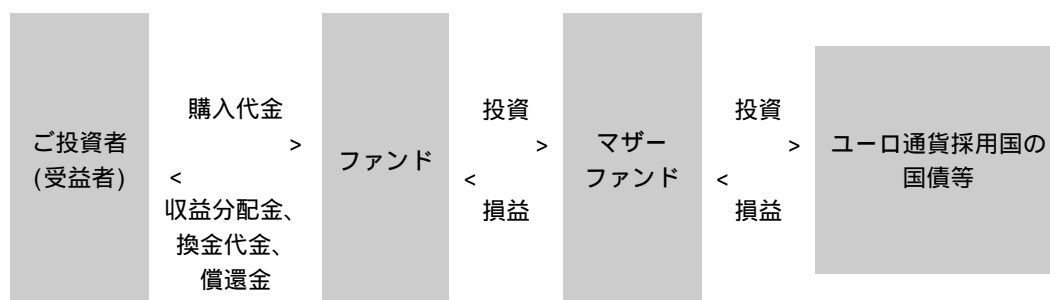 ご投資者
(受益者)
購入代金
>
<
収益分配金、
換金代金、
償還金
ファンド
投資
>
<
損益
マザー
ファンド
投資
>
<
損益
ユーロ通貨採用国の
国債等